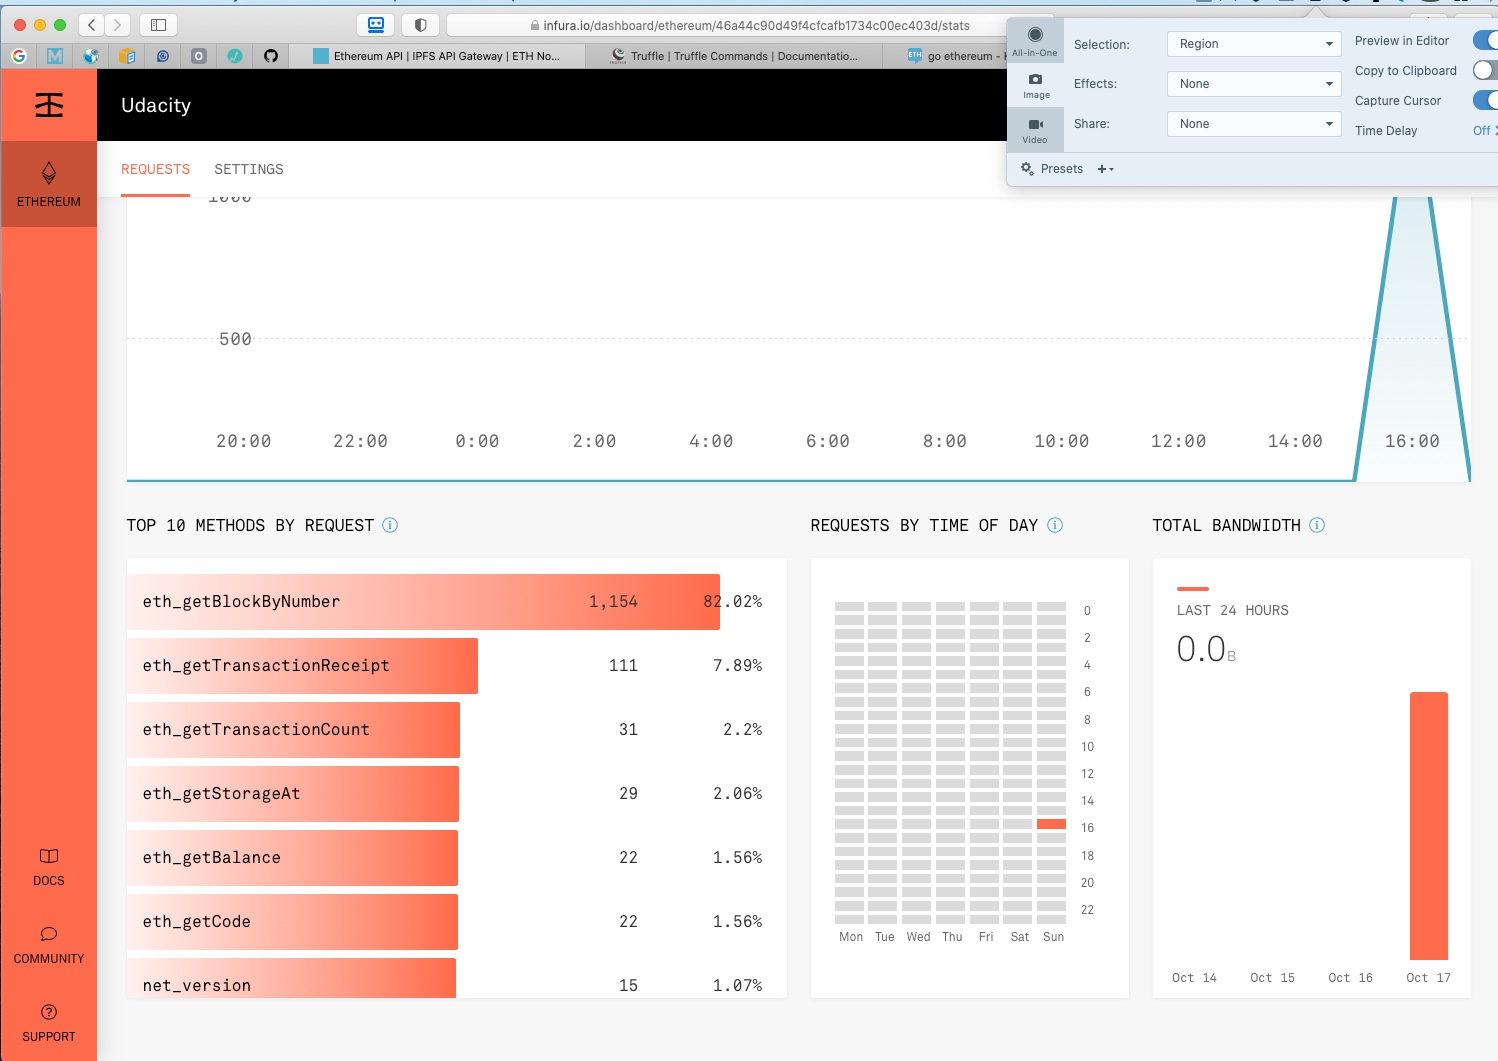 infura.io/dashboard/ethereum/46a44c90d49f4cfcafb1734c00ec403d/stats
Ethereum API | IPFS API Gateway | ETH No...
Truffle | Truffle Commands | Documentatio...
go ethereum -
All-in-One
Image
Video
Selection:
Region
Effects:
None
Share:
None
Preview in Editor
Copy to Clipboard
Capture Cursor
Time Delay
Off
Presets
Udacity
ETHEREUM
REQUESTS
SETTINGS
1000
500
20:00 22:00 0:00 2:00 4:00 6:00 8:00 10:00 12:00 14:00 16:00
TOP 10 METHODS BY REQUEST
eth_getBlockByNumber 1,154 82.02%
eth_getTransactionReceipt 111 7.89%
eth_getTransactionCount 31 2.2%
eth_getStorageAt 29 2.06%
eth_getBalance 22 1.56%
eth_getCode 22 1.56%
net_version 15 1.07%
REQUESTS BY TIME OF DAY
0
2
4
6
8
10
12
14
16
18
20
22
Mon Tue Wed Thu Fri Sat Sun
TOTAL BANDWIDTH
LAST 24 HOURS
0.0B
Oct 14 Oct 15 Oct 16 Oct 17
DOCS
COMMUNITY
SUPPORT